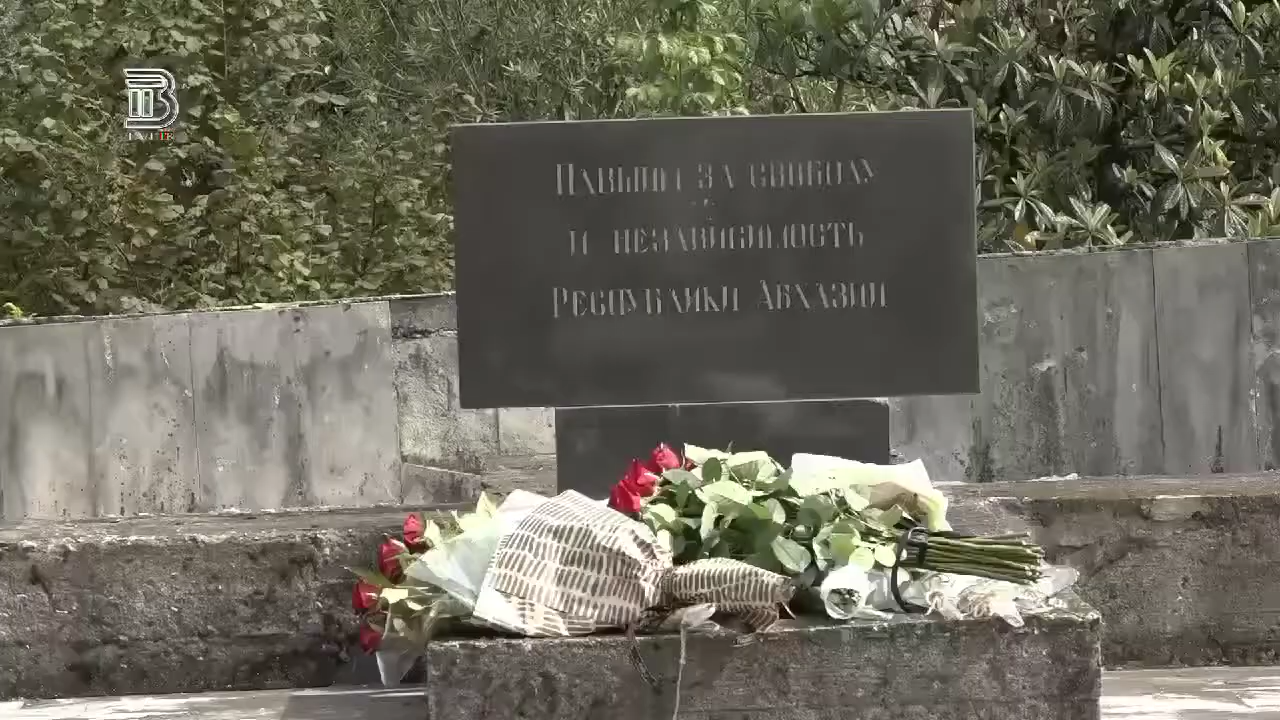 Павшим за свободу
и независимость
Республики Абхазии